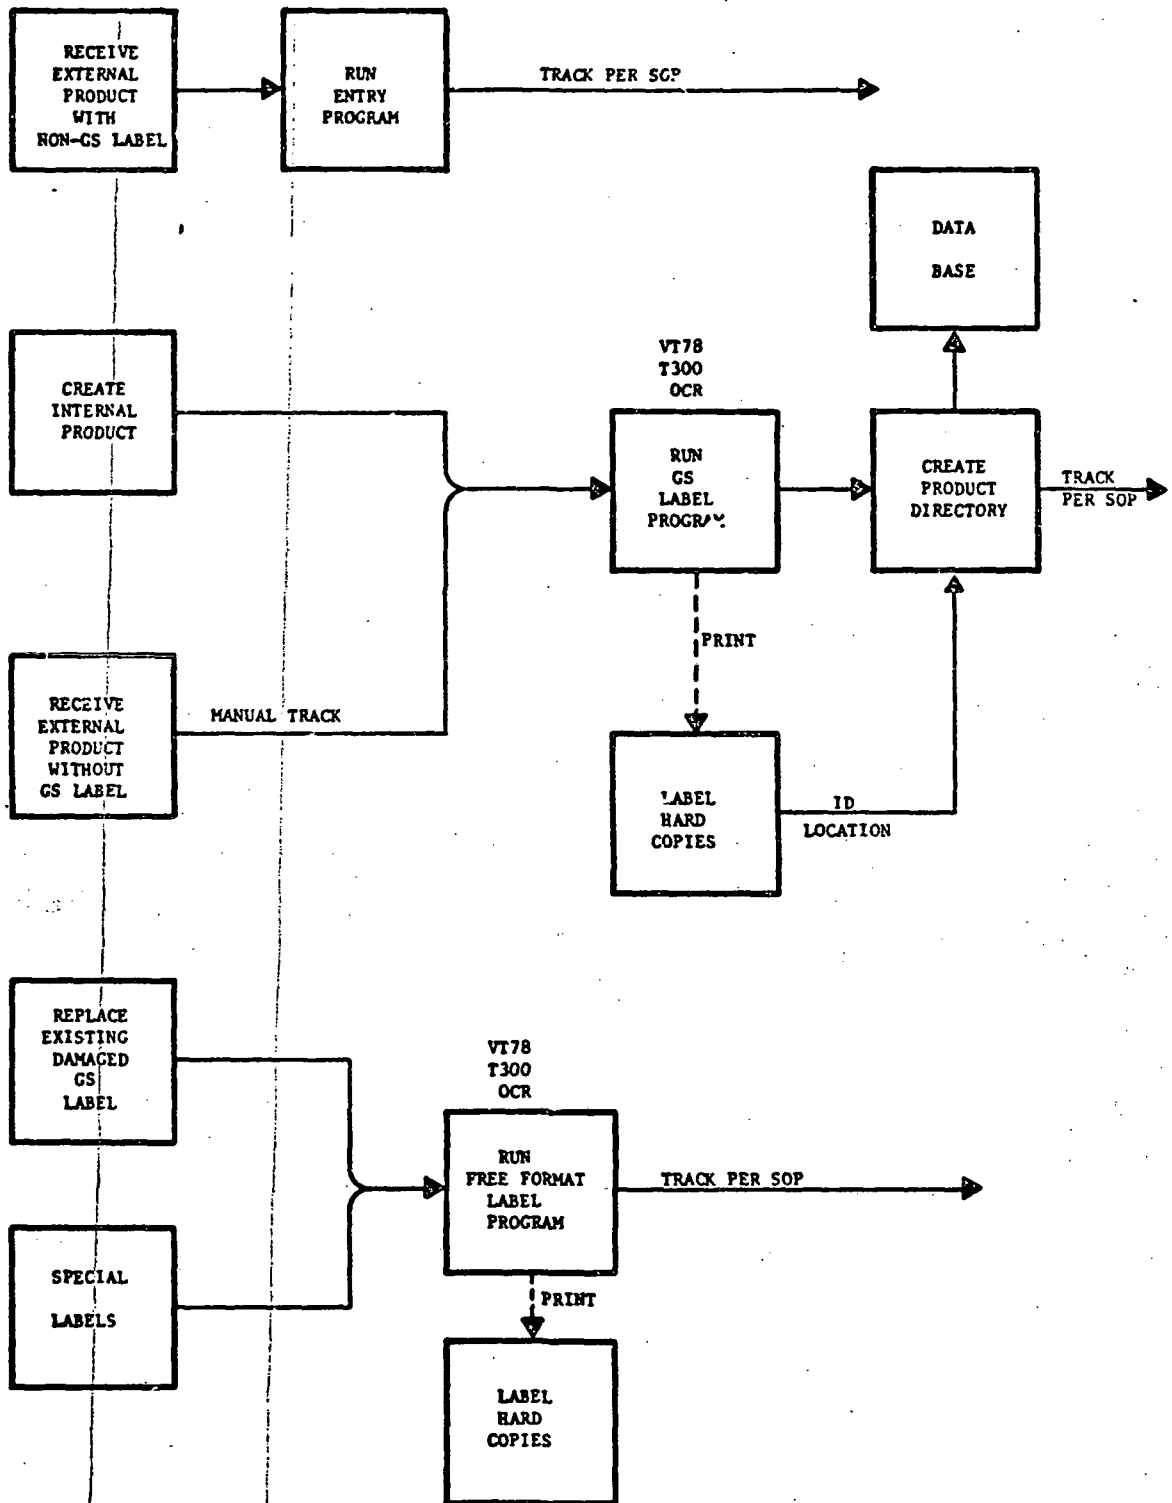 RECEIVE
EXTERNAL
PRODUCT
WITH
NON-GS LABEL
RUN
ENTRY
PROGRAM
TRACK PER SOP
DATA
BASE
CREATE
INTERNAL
PRODUCT
VT78
T300
OCR
RUN
GS
LABEL
PROGRAM
CREATE
PRODUCT
DIRECTORY
TRACK
PER SOP
PRINT
RECEIVE
EXTERNAL
PRODUCT
WITHOUT
GS LABEL
MANUAL TRACK
LABEL
HARD
COPIES
ID
LOCATION
REPLACE
EXISTING
DAMAGED
GS
LABEL
VT78
T300
OCR
RUN
FREE FORMAT
LABEL
PROGRAM
TRACK PER SOP
SPECIAL
LABELS
PRINT
LABEL
HARD
COPIES